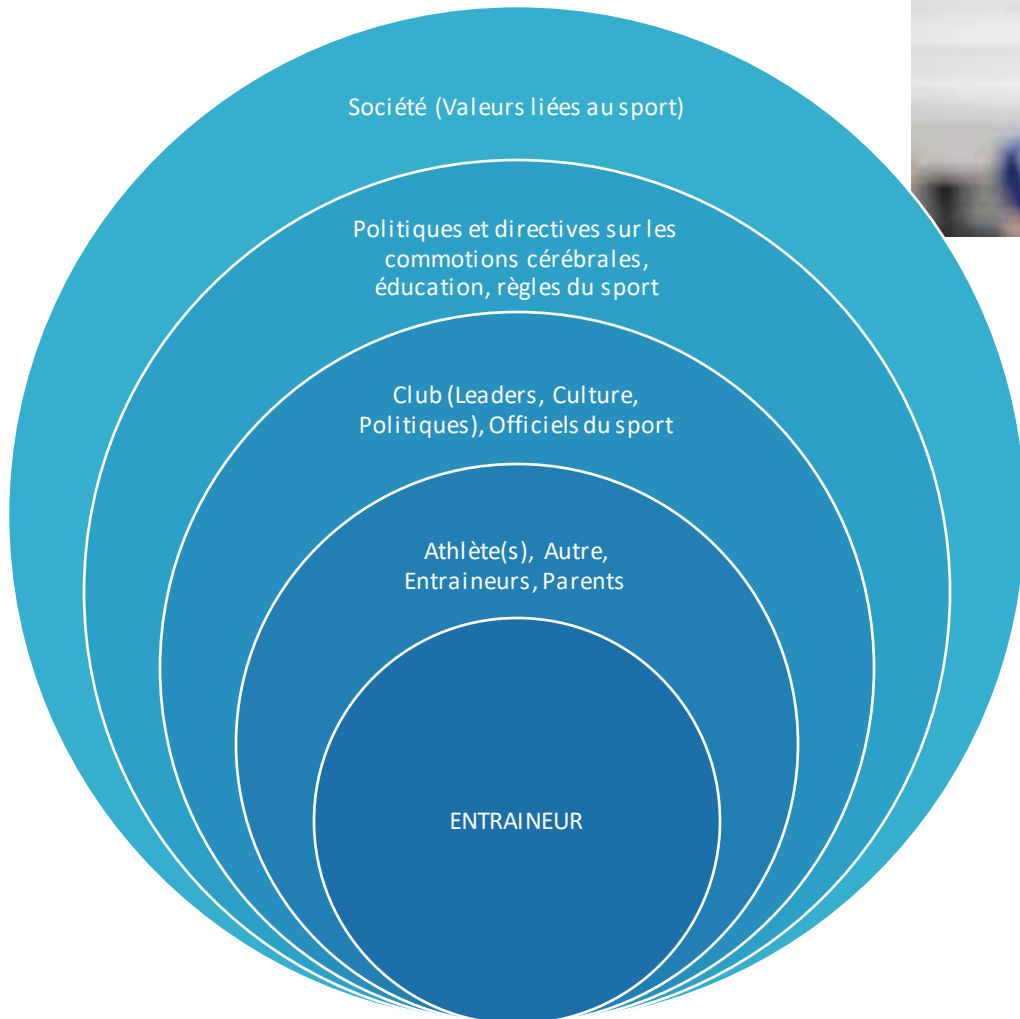 Société (Valeurs liées au sport)
Politiques et directives sur les
commotions cérébrales,
éducation, règles du sport
Club (Leaders, Culture,
Politiques), Officiels du sport
Athlète(s), Autre,
Entraineurs, Parents
ENTRAINEUR